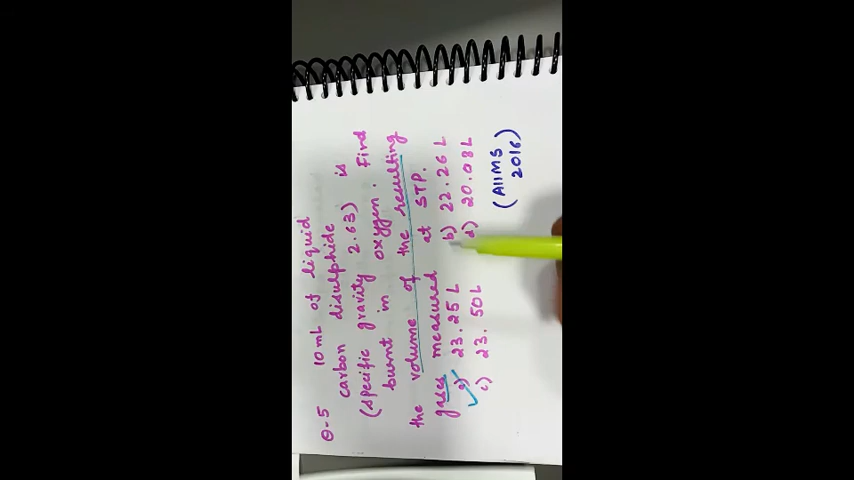 Q-5 10 mL of liquid
carbon disulphide
(specific gravity 2.63) is
burnt in oxygen. Find
the volume of the resulting
gases measured at STP.
a) 23.25 L b) 22.26 L
c) 23.50 L d) 20.08 L
(AIIMS
2016)